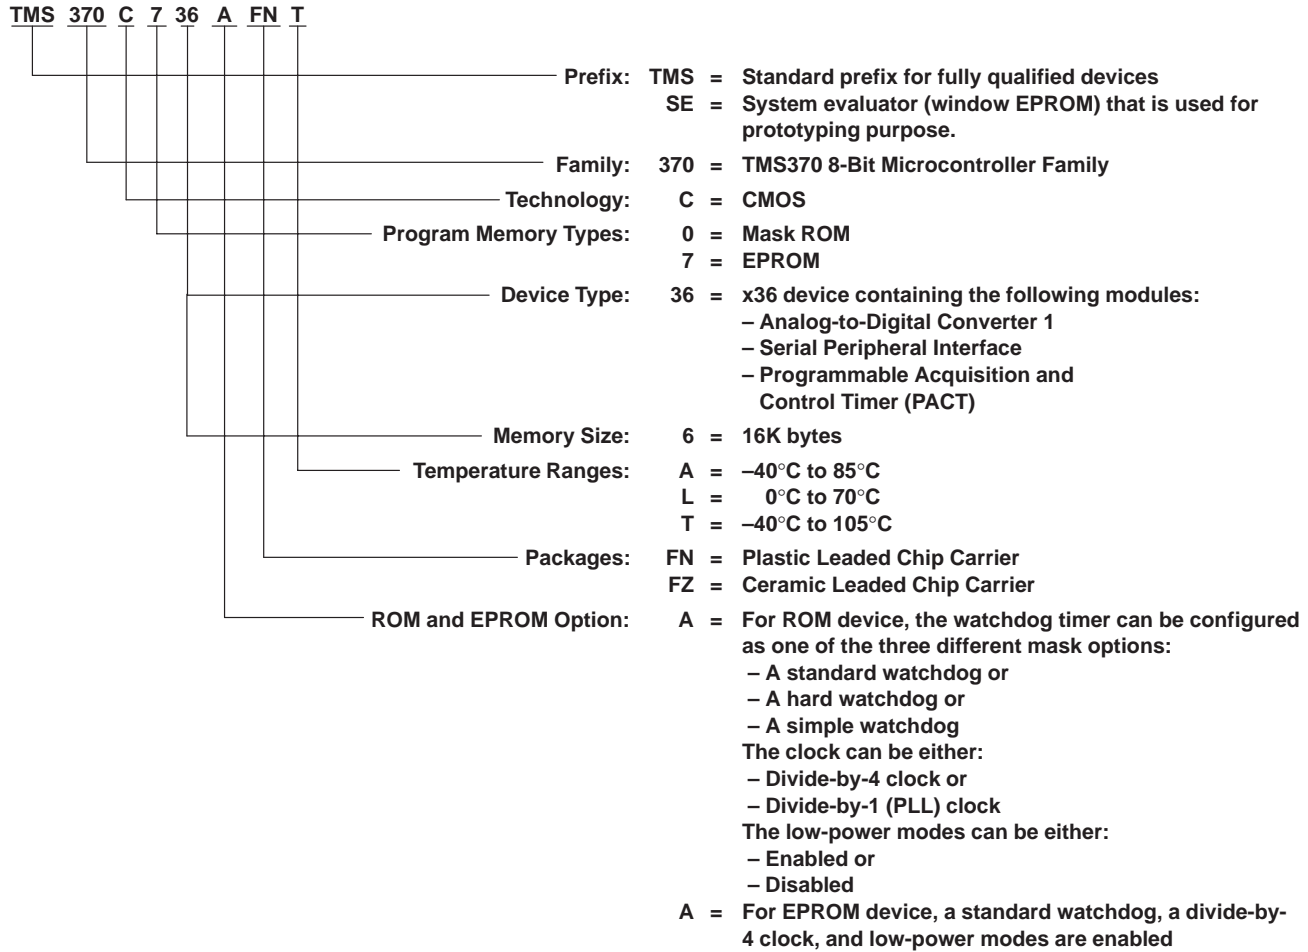 TMS 370 C 7 36 A FN T
Prefix: TMS = Standard prefix for fully qualified devices
SE = System evaluator (window EPROM) that is used for
prototyping purpose.
Family: 370 = TMS370 8-Bit Microcontroller Family
Technology: C = CMOS
Program Memory Types: 0 = Mask ROM
7 = EPROM
Device Type: 36 = x36 device containing the following modules:
– Analog-to-Digital Converter 1
– Serial Peripheral Interface
– Programmable Acquisition and
Control Timer (PACT)
Memory Size: 6 = 16K bytes
Temperature Ranges: A = –40°C to 85°C
L = 0°C to 70°C
T = –40°C to 105°C
Packages: FN = Plastic Leaded Chip Carrier
FZ = Ceramic Leaded Chip Carrier
ROM and EPROM Option: A = For ROM device, the watchdog timer can be configured
as one of the three different mask options:
– A standard watchdog or
– A hard watchdog or
– A simple watchdog
The clock can be either:
– Divide-by-4 clock or
– Divide-by-1 (PLL) clock
The low-power modes can be either:
– Enabled or
– Disabled
A = For EPROM device, a standard watchdog, a divide-by-
4 clock, and low-power modes are enabled